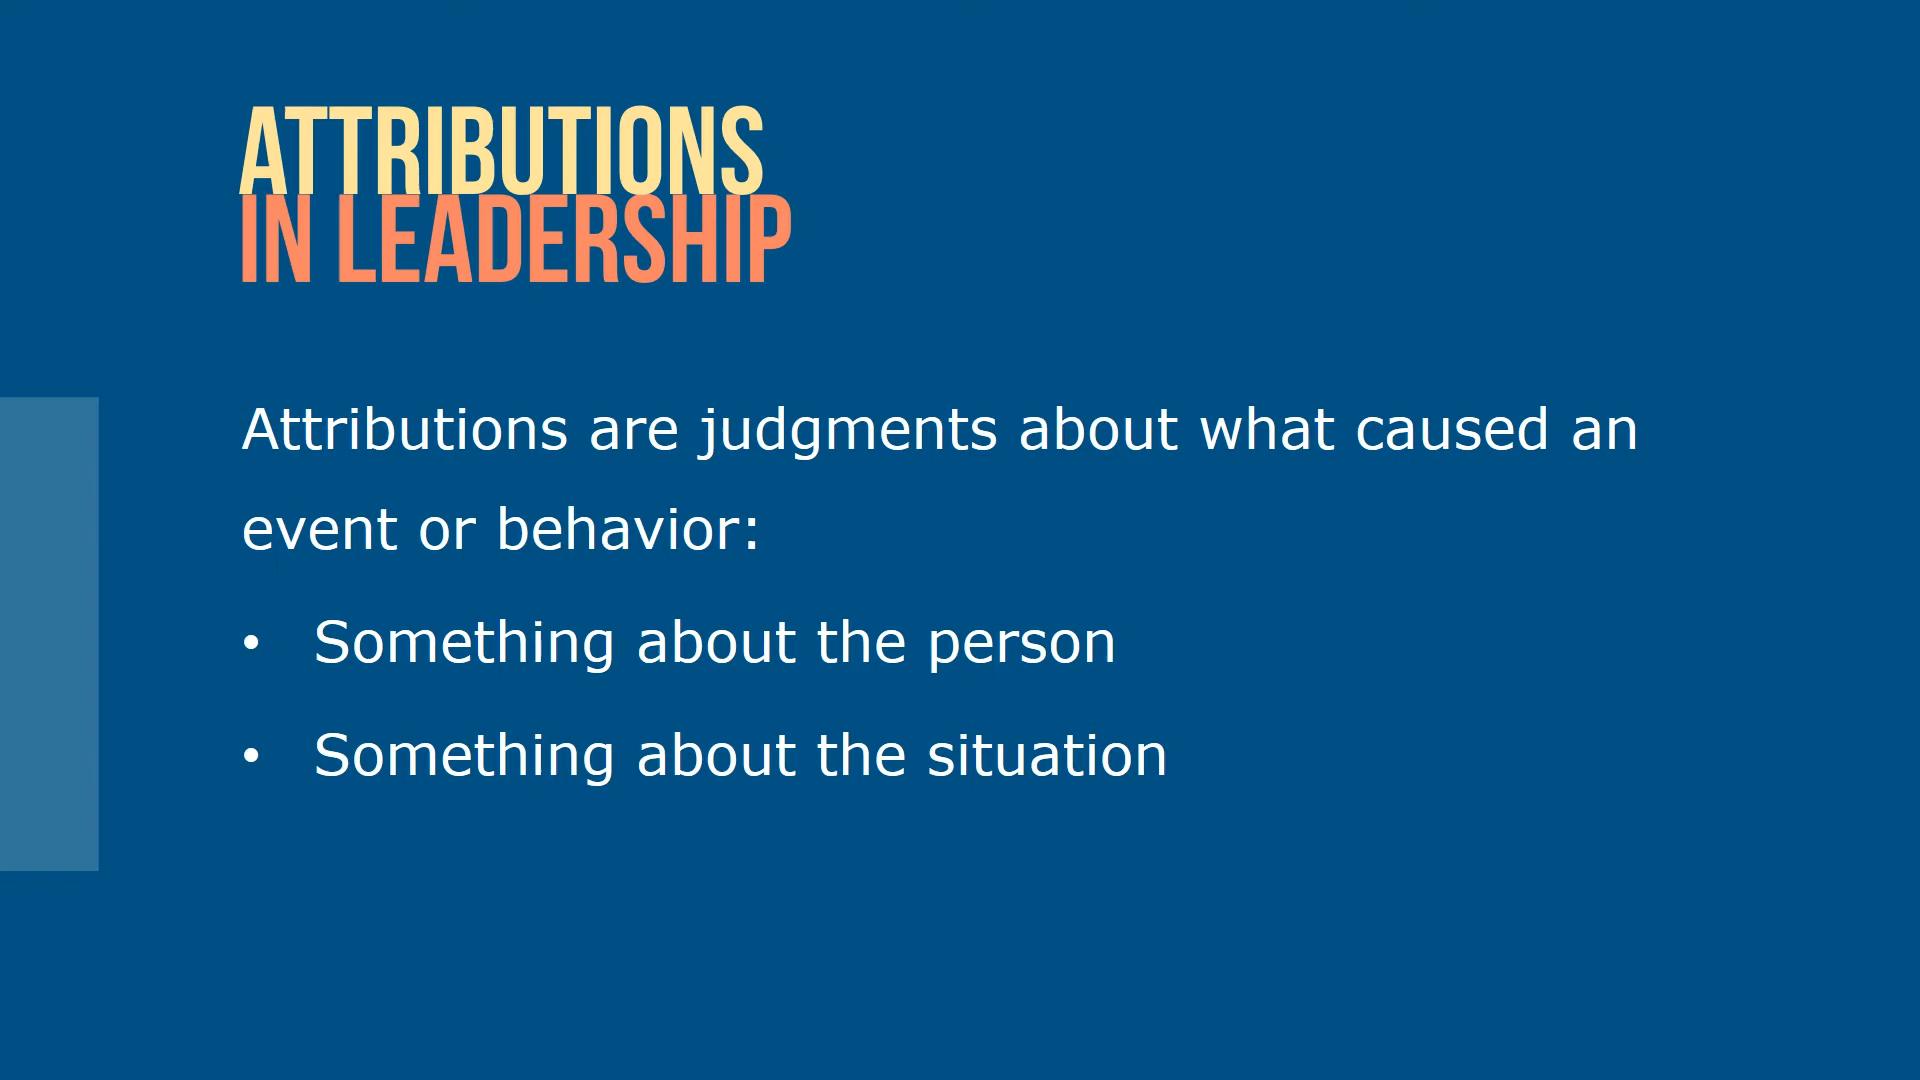 ATTRIBUTIONS
IN LEADERSHIP
Attributions are judgments about what caused an
event or behavior:
• Something about the person
• Something about the situation